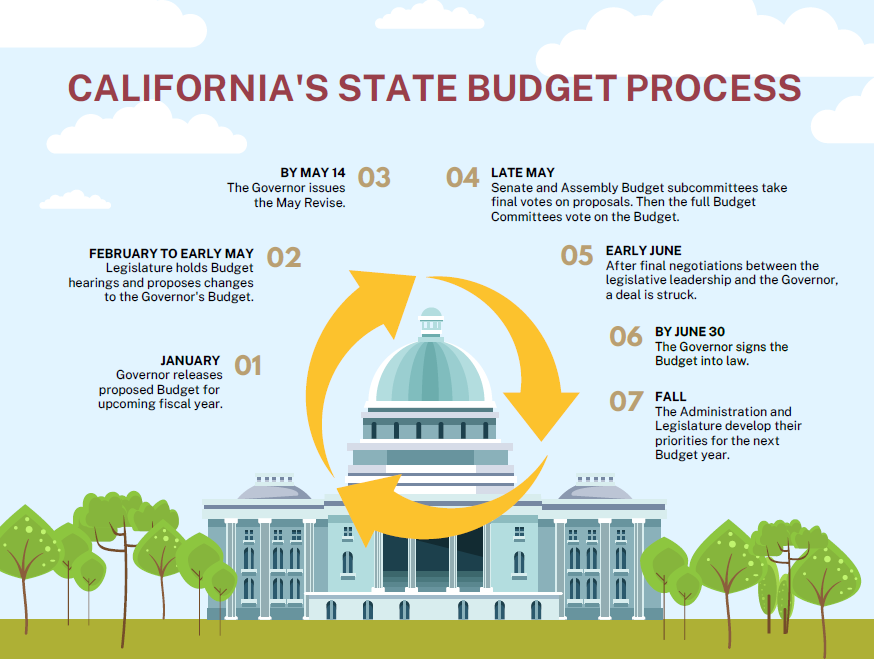 CALIFORNIA'S STATE BUDGET PROCESS
01
JANUARY
Governor releases
proposed Budget for
upcoming fiscal year.
02
FEBRUARY TO EARLY MAY
Legislature holds Budget
hearings and proposes changes
to the Governor's Budget.
03
BY MAY 14
The Governor issues
the May Revise.
04
LATE MAY
Senate and Assembly Budget subcommittees take
final votes on proposals. Then the full Budget
Committees vote on the Budget.
05
EARLY JUNE
After final negotiations between the
legislative leadership and the Governor,
a deal is struck.
06
BY JUNE 30
The Governor signs the
Budget into law.
07
FALL
The Administration and
Legislature develop their
priorities for the next
Budget year.